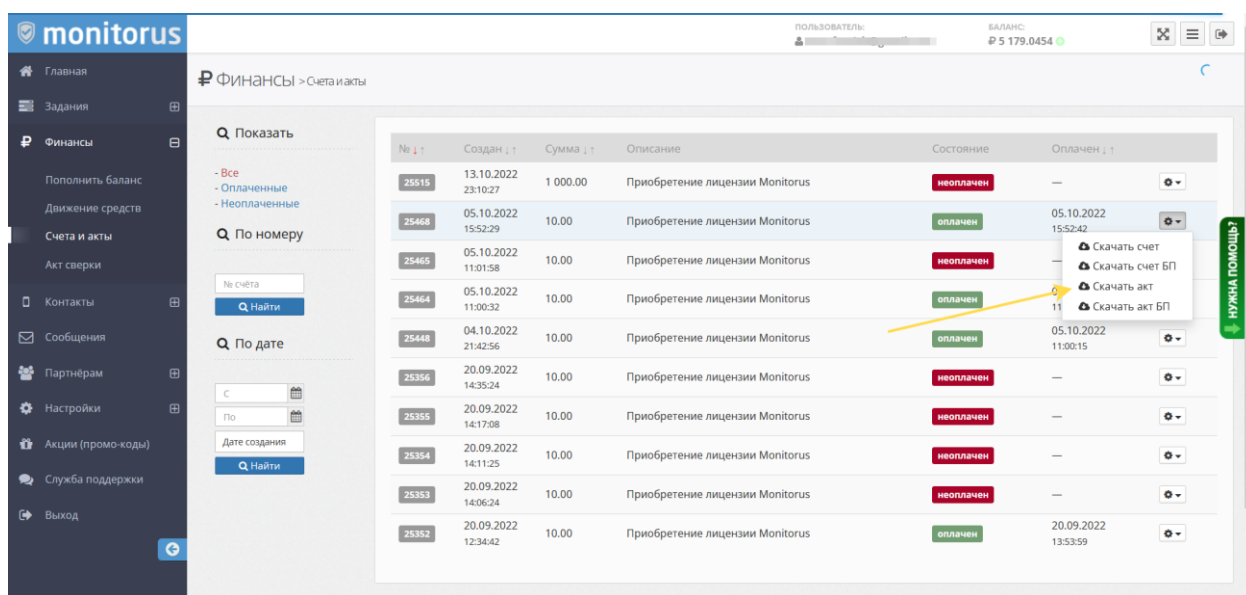 monitorus
ПОЛЬЗОВАТЕЛЬ:
БАЛАНС:
₽ 5 179.0454
Главная
Задания
Финансы
Пополнить баланс
Движение средств
Счета и акты
Акт сверки
Контакты
Сообщения
Партнёрам
Настройки
Акции (промо-коды)
Служба поддержки
Выход
₽ Финансы > Счета и акты
Показать
- Все
- Оплаченные
- Неоплаченные
По номеру
№ счёта
Найти
По дате
С
По
Дате создания
Найти
№ ↓↑ Создан ↓↑ Сумма ↓↑ Описание Состояние Оплачен ↓↑
25515 13.10.2022 23:10:27 1 000.00 Приобретение лицензии Monitorus неоплачен —
25468 05.10.2022 15:52:29 10.00 Приобретение лицензии Monitorus оплачен 05.10.2022 15:52:42
25465 05.10.2022 11:01:58 10.00 Приобретение лицензии Monitorus неоплачен —
25464 05.10.2022 11:00:32 10.00 Приобретение лицензии Monitorus оплачен
25448 04.10.2022 21:42:56 10.00 Приобретение лицензии Monitorus оплачен 05.10.2022 11:00:15
25356 20.09.2022 14:35:24 10.00 Приобретение лицензии Monitorus неоплачен —
25355 20.09.2022 14:17:08 10.00 Приобретение лицензии Monitorus неоплачен —
25354 20.09.2022 14:11:25 10.00 Приобретение лицензии Monitorus неоплачен —
25353 20.09.2022 14:06:24 10.00 Приобретение лицензии Monitorus неоплачен —
25352 20.09.2022 12:34:42 10.00 Приобретение лицензии Monitorus оплачен 20.09.2022 13:53:59
Скачать счет
Скачать счет БП
Скачать акт
Скачать акт БП
НУЖНА ПОМОЩЬ?